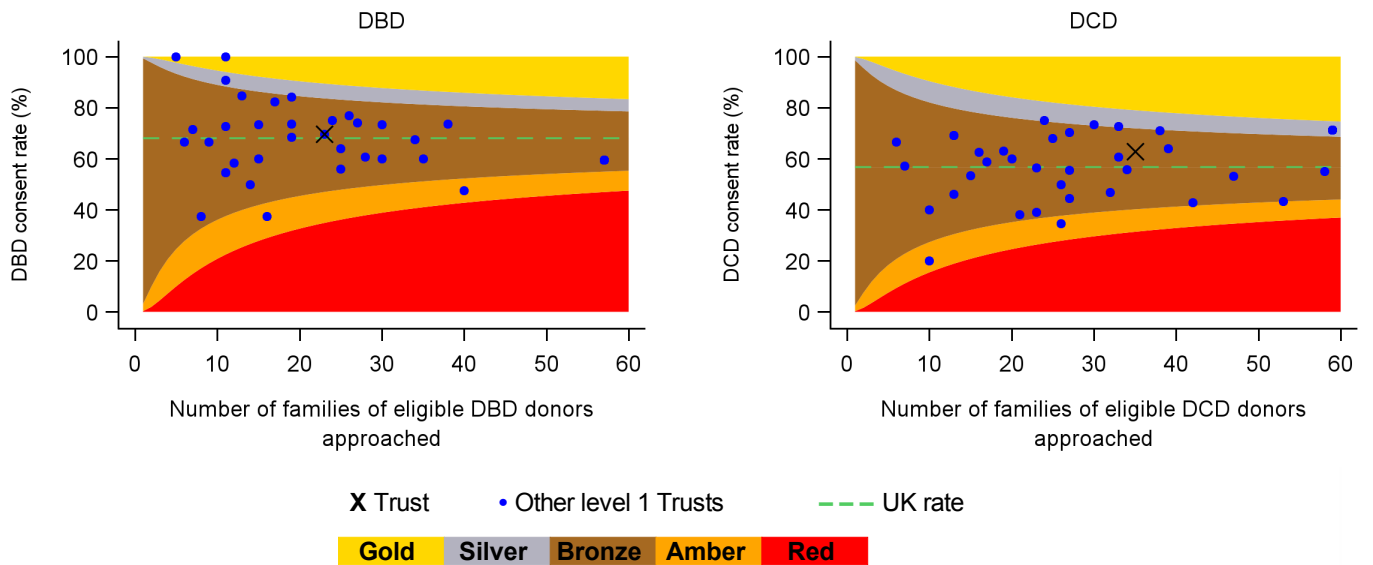 DBD
DBD consent rate (%)
100
80
60
40
20
0
0 10 20 30 40 50 60
Number of families of eligible DBD donors
approached
DCD
DCD consent rate (%)
100
80
60
40
20
0
0 10 20 30 40 50 60
Number of families of eligible DCD donors
approached
X Trust
Other level 1 Trusts
UK rate
Gold Silver Bronze Amber Red